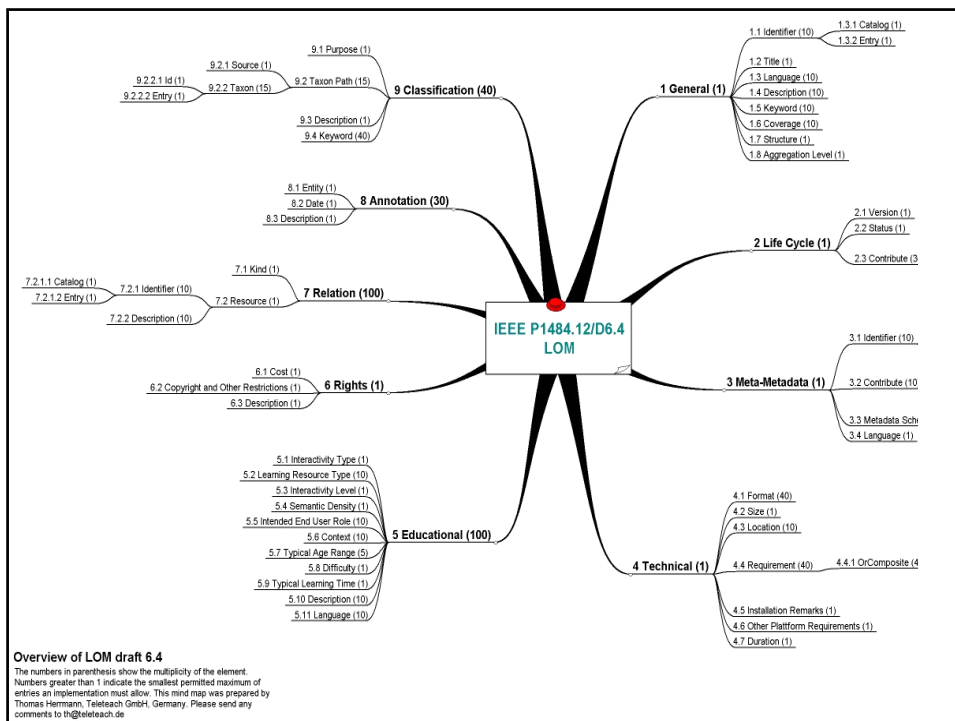 IEEE P1484.12/D6.4
LOM
1 General (1)
1.1 Identifier (10)
1.3.1 Catalog (1)
1.3.2 Entry (1)
1.2 Title (1)
1.3 Language (10)
1.4 Description (10)
1.5 Keyword (10)
1.6 Coverage (10)
1.7 Structure (1)
1.8 Aggregation Level (1)
2 Life Cycle (1)
2.1 Version (1)
2.2 Status (1)
2.3 Contribute (3
3 Meta-Metadata (1)
3.1 Identifier (10)
3.2 Contribute (10
3.3 Metadata Sche
3.4 Language (1)
4 Technical (1)
4.1 Format (40)
4.2 Size (1)
4.3 Location (10)
4.4 Requirement (40)
4.4.1 OrComposite (4
4.5 Installation Remarks (1)
4.6 Other Plattform Requirements (1)
4.7 Duration (1)
5 Educational (100)
5.1 Interactivity Type (1)
5.2 Learning Resource Type (10)
5.3 Interactivity Level (1)
5.4 Semantic Density (1)
5.5 Intended End User Role (10)
5.6 Context (10)
5.7 Typical Age Range (5)
5.8 Difficulty (1)
5.9 Typical Learning Time (1)
5.10 Description (10)
5.11 Language (10)
6 Rights (1)
6.1 Cost (1)
6.2 Copyright and Other Restrictions (1)
6.3 Description (1)
7 Relation (100)
7.1 Kind (1)
7.2 Resource (1)
7.2.1 Identifier (10)
7.2.1.1 Catalog (1)
7.2.1.2 Entry (1)
7.2.2 Description (10)
8 Annotation (30)
8.1 Entity (1)
8.2 Date (1)
8.3 Description (1)
9 Classification (40)
9.1 Purpose (1)
9.2 Taxon Path (15)
9.2.1 Source (1)
9.2.2 Taxon (15)
9.2.2.1 Id (1)
9.2.2.2 Entry (1)
9.3 Description (1)
9.4 Keyword (40)
Overview of LOM draft 6.4
The numbers in parenthesis show the multiplicity of the element.
Numbers greater than 1 indicate the smallest permitted maximum of
entries an implementation must allow. This mind map was prepared by
Thomas Herrmann, Teleteach GmbH, Germany. Please send any
comments to th@teleteach.de